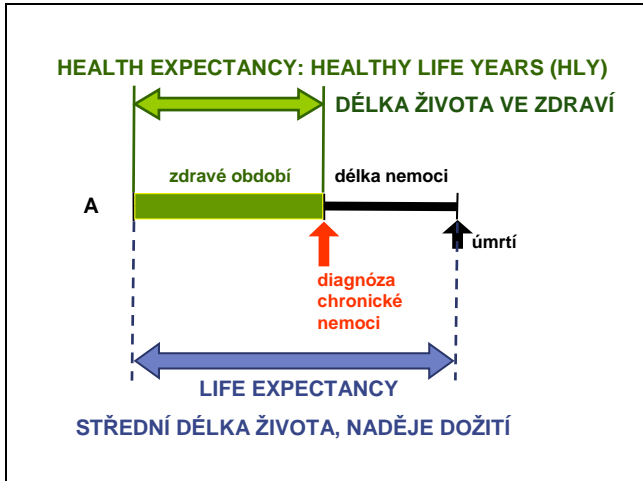 HEALTH EXPECTANCY: HEALTHY LIFE YEARS (HLY)
DÉLKA ŽIVOTA VE ZDRAVÍ
zdravé období
délka nemoci
A
úmrtí
diagnóza
chronické
nemoci
LIFE EXPECTANCY
STŘEDNÍ DÉLKA ŽIVOTA, NADĚJE DOŽITÍ